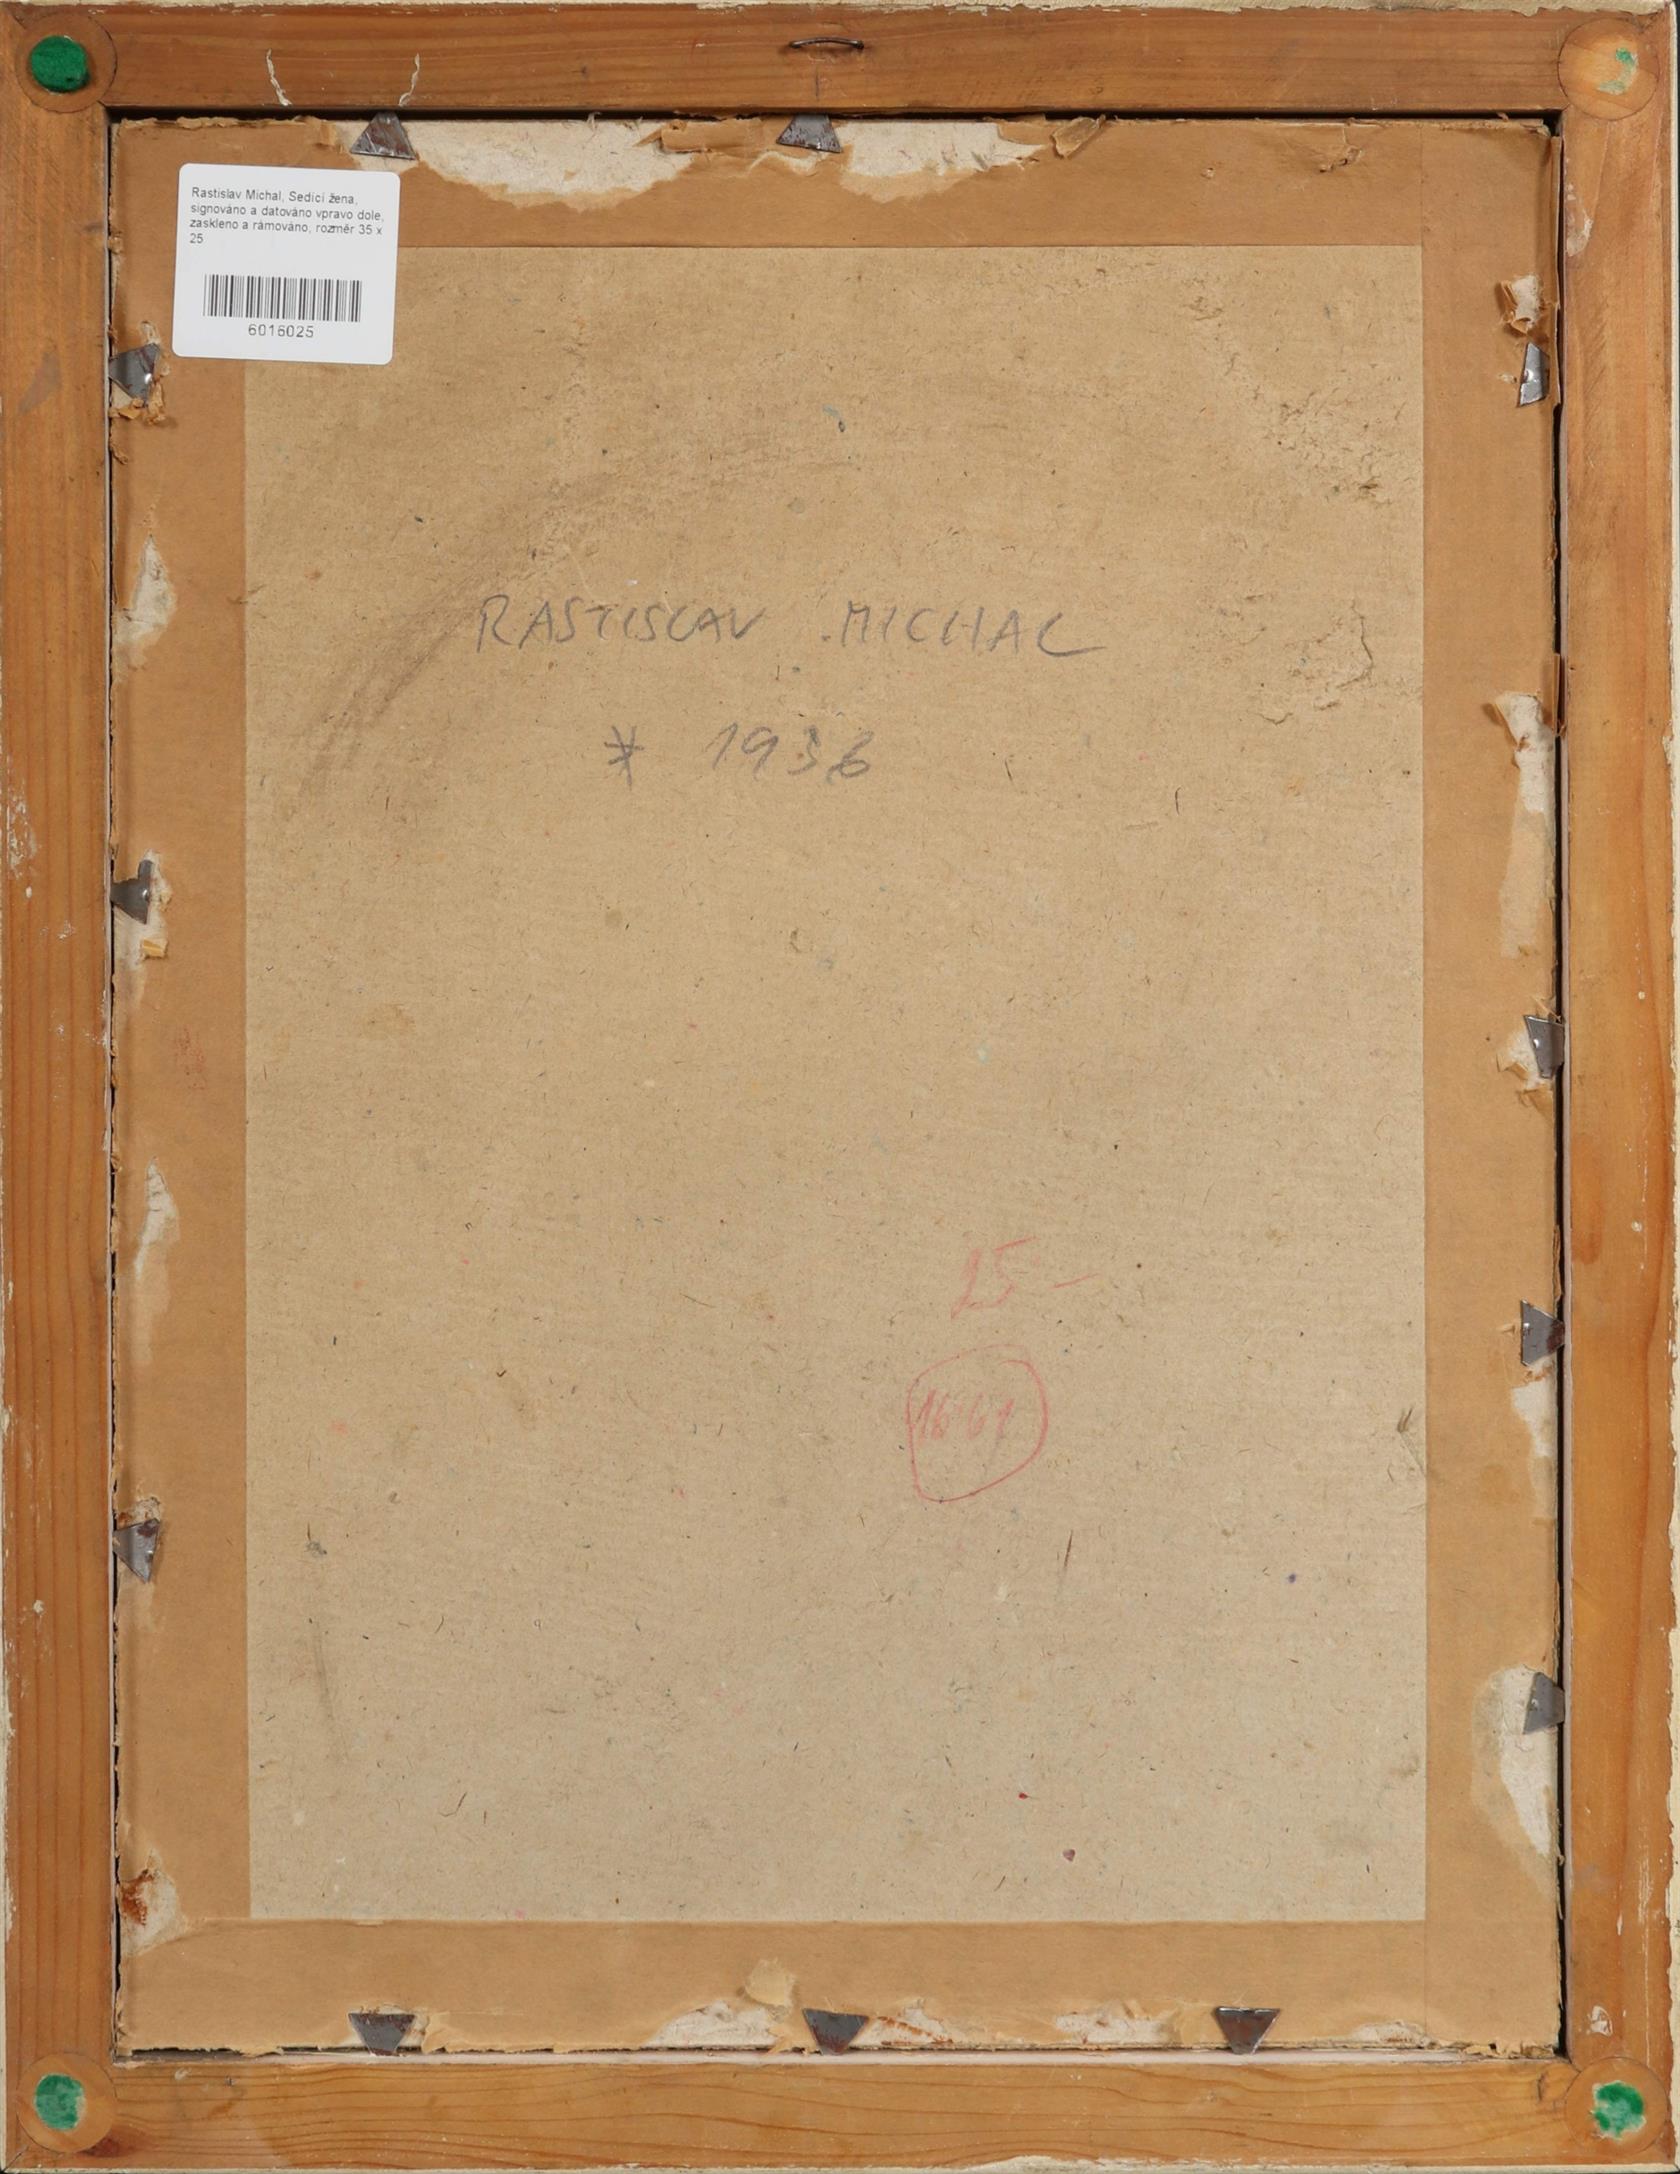 Rastislav Michal, Sedící žena,
signováno a datováno vpravo dole,
zaskleno a rámováno, rozměr 35 x
25
6016025
RASTISLAV MICHAL
* 1936
25 –